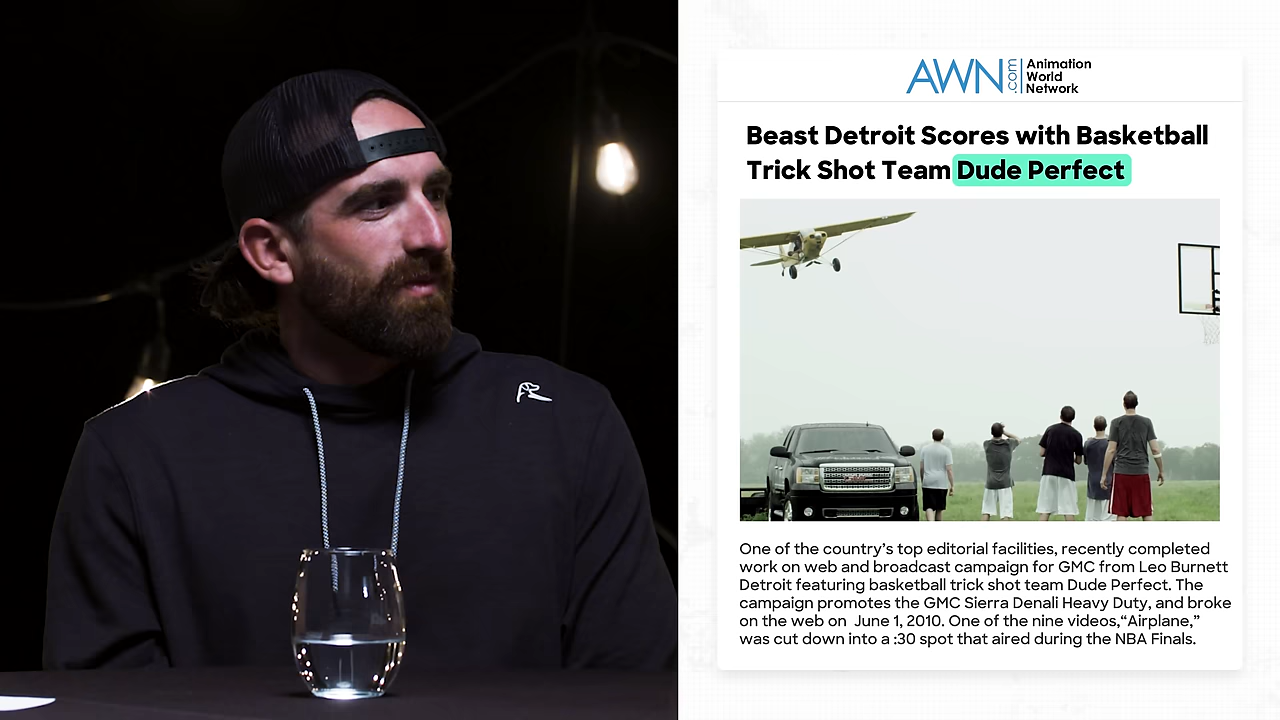 AWN.com Animation
World
Network
Beast Detroit Scores with Basketball
Trick Shot Team Dude Perfect
One of the country's top editorial facilities, recently completed
work on web and broadcast campaign for GMC from Leo Burnett
Detroit featuring basketball trick shot team Dude Perfect. The
campaign promotes the GMC Sierra Denali Heavy Duty, and broke
on the web on June 1, 2010. One of the nine videos,“Airplane,”
was cut down into a :30 spot that aired during the NBA Finals.